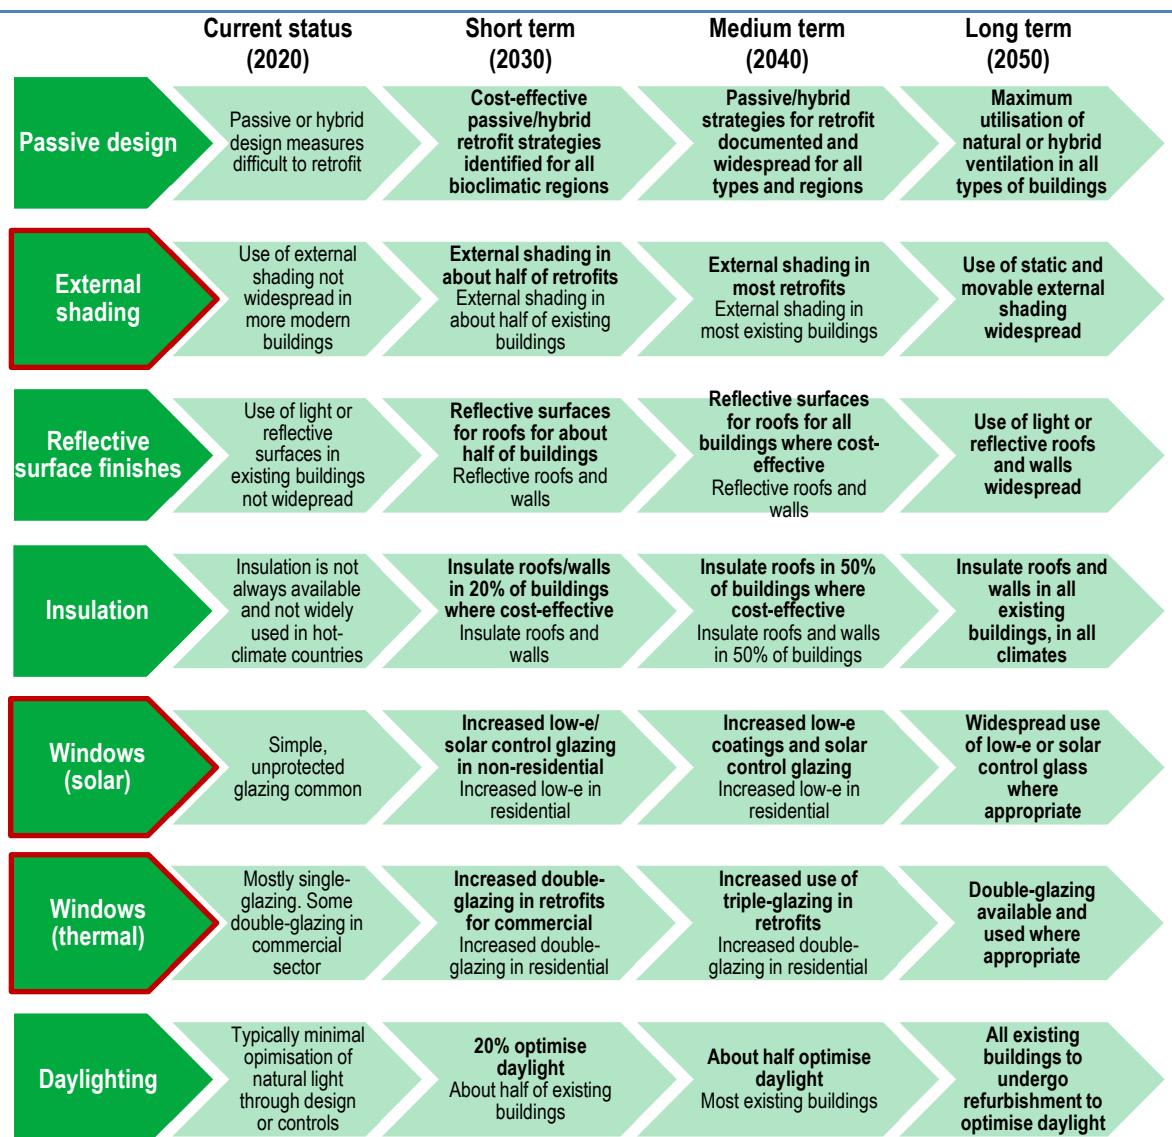 Current status
(2020)
Short term
(2030)
Medium term
(2040)
Long term
(2050)
Passive design
Passive or hybrid
design measures
difficult to retrofit
Cost-effective
passive/hybrid
retrofit strategies
identified for all
bioclimatic regions
Passive/hybrid
strategies for retrofit
documented and
widespread for all
types and regions
Maximum
utilisation of
natural or hybrid
ventilation in all
types of buildings
External
shading
Use of external
shading not
widespread in
more modern
buildings
External shading in
about half of retrofits
External shading in
about half of existing
buildings
External shading in
most retrofits
External shading in
most existing buildings
Use of static and
movable external
shading
widespread
Reflective
surface finishes
Use of light or
reflective
surfaces in
existing buildings
not widepread
Reflective surfaces
for roofs for about
half of buildings
Reflective roofs and
walls
Reflective surfaces
for roofs for all
buildings where cost-
effective
Reflective roofs and
walls
Use of light or
reflective roofs
and walls
widespread
Insulation
Insulation is not
always available
and not widely
used in hot-
climate countries
Insulate roofs/walls
in 20% of buildings
where cost-effective
Insulate roofs and
walls
Insulate roofs in 50%
of buildings where
cost-effective
Insulate roofs and walls
in 50% of buildings
Insulate roofs and
walls in all
existing
buildings, in all
climates
Windows
(solar)
Simple,
unprotected
glazing common
Increased low-e/
solar control glazing
in non-residential
Increased low-e in
residential
Increased low-e
coatings and solar
control glazing
Increased low-e in
residential
Widespread use
of low-e or solar
control glass
where
appropriate
Windows
(thermal)
Mostly single-
glazing. Some
double-glazing in
commercial
sector
Increased double-
glazing in retrofits
for commercial
Increased double-
glazing in residential
Increased use of
triple-glazing in
retrofits
Increased double-
glazing in residential
Double-glazing
available and
used where
appropriate
Daylighting
Typically minimal
opimisation of
natural light
through design
or controls
20% optimise
daylight
About half of existing
buildings
About half optimise
daylight
Most existing buildings
All existing
buildings to
undergo
refurbishment to
optimise daylight